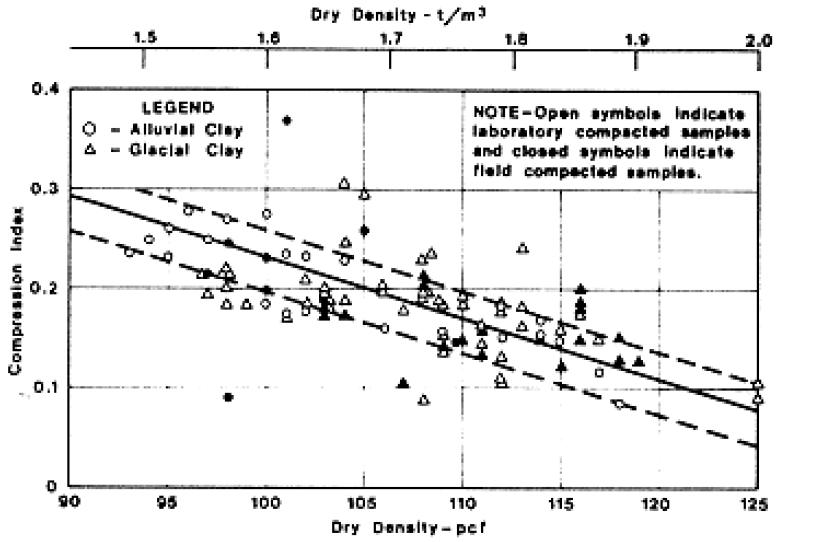 Dry Density - t/m³
1.5 1.6 1.7 1.8 1.9 2.0
0.4
LEGEND
O - Alluvial Clay
△ - Glacial Clay
NOTE-Open symbols indicate
laboratory compacted samples
and closed symbols indicate
field compacted samples.
0.3
Compression Index
0.2
0.1
0
90 95 100 105 110 115 120 125
Dry Density-pcf